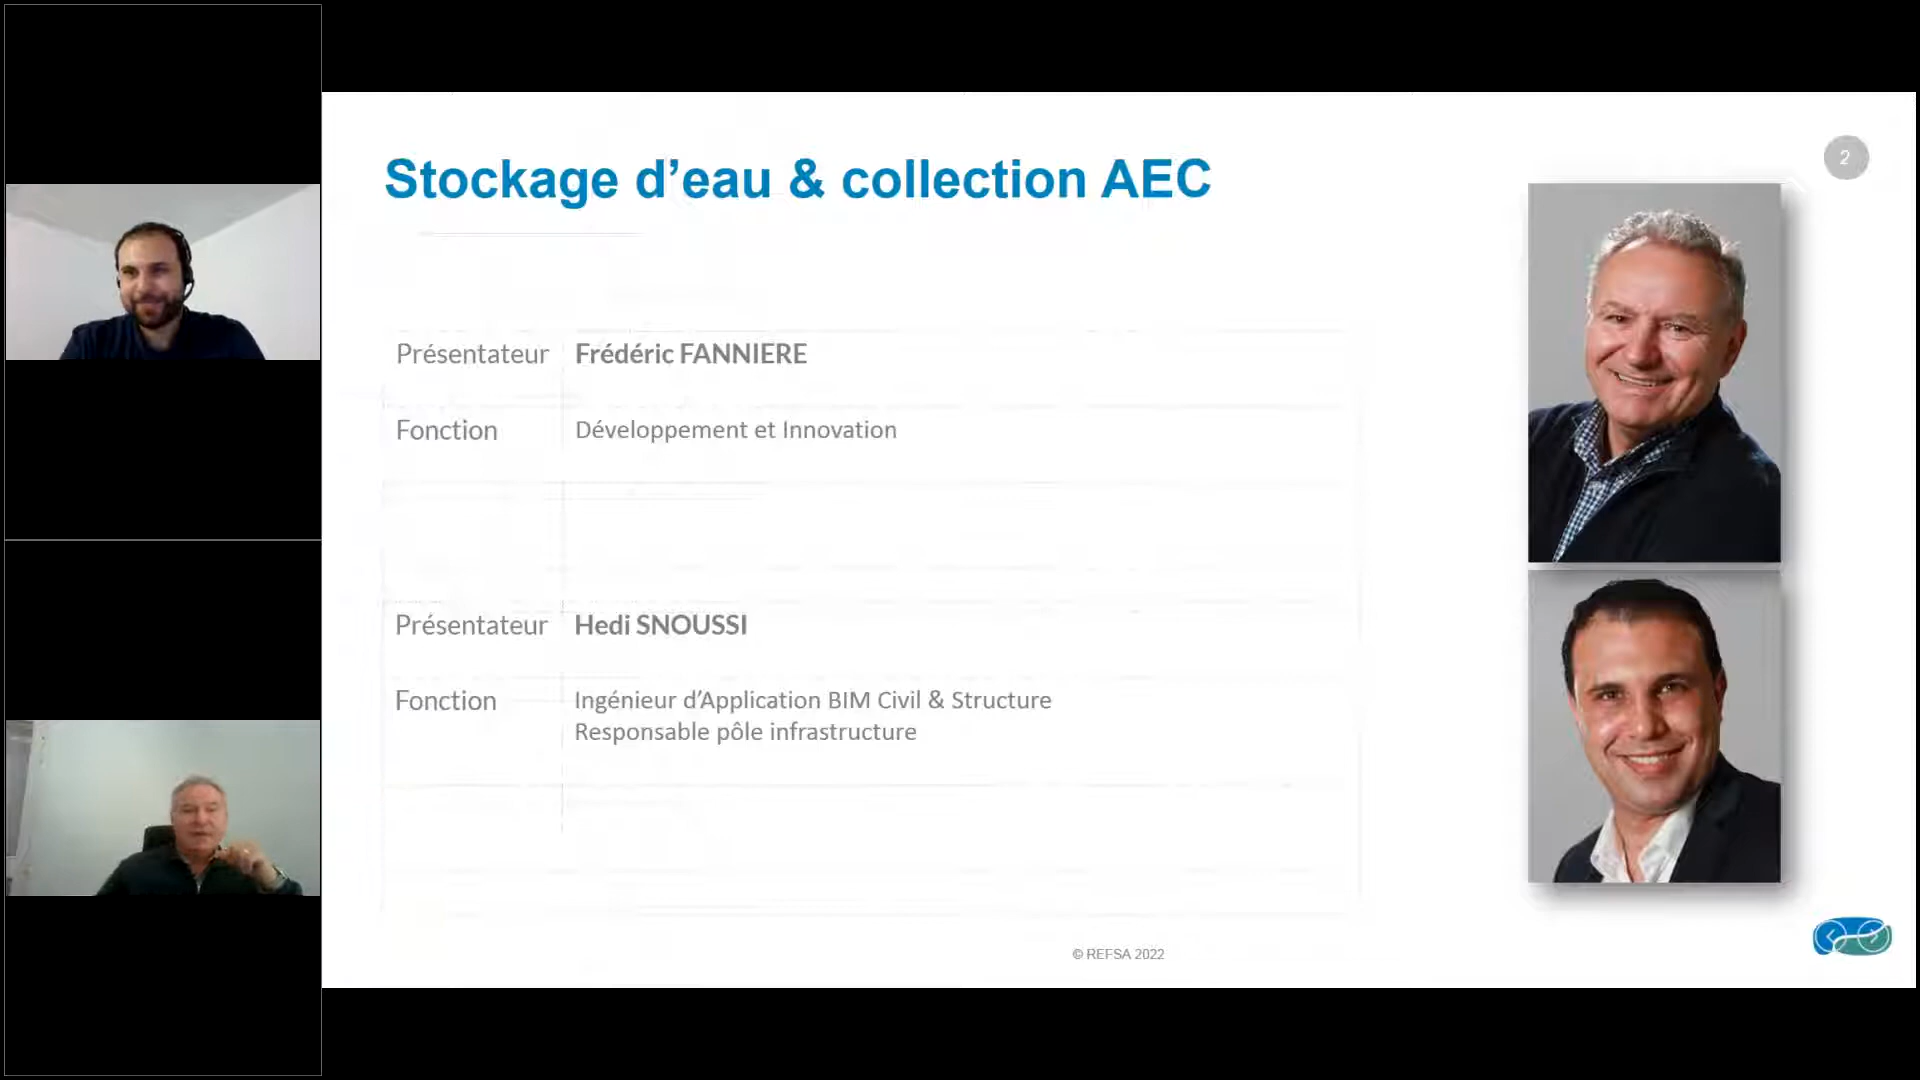 Stockage d’eau & collection AEC
2
Présentateur Frédéric FANNIERE
Fonction Développement et Innovation
Présentateur Hedi SNOUSSI
Fonction Ingénieur d’Application BIM Civil & Structure
Responsable pôle infrastructure
© REFSA 2022